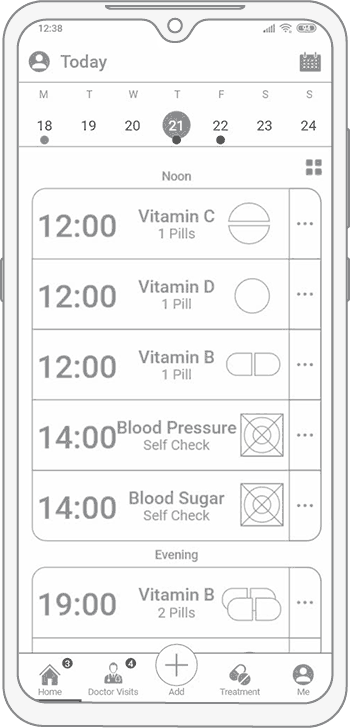 12:38
94
Today
M T W T F S S
18 19 20 21 22 23 24
Noon
12:00 Vitamin C
1 Pills
12:00 Vitamin D
1 Pill
12:00 Vitamin B
1 Pill
14:00 Blood Pressure
Self Check
14:00 Blood Sugar
Self Check
Evening
19:00 Vitamin B
2 Pills
3 4
Home Doctor Visits Add Treatment Me